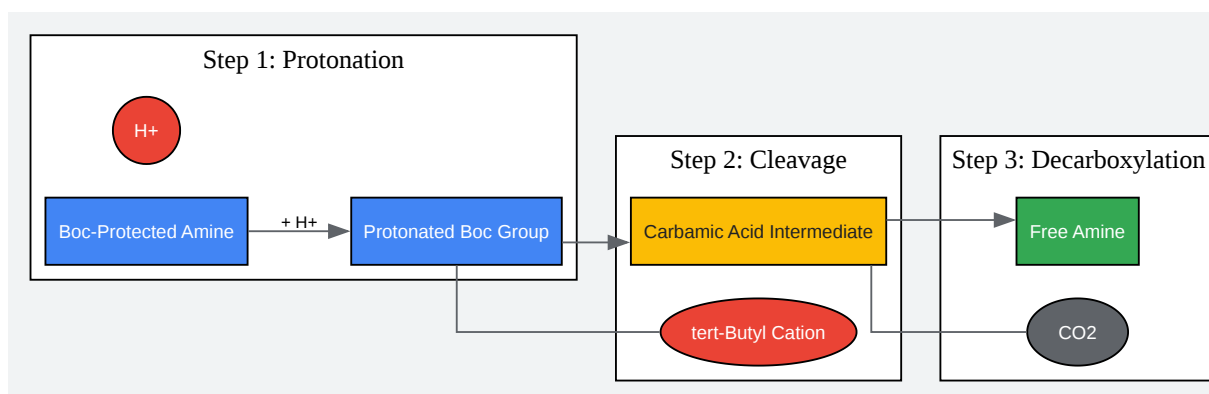 Step 1: Protonation
H+
Boc-Protected Amine
+ H+
Protonated Boc Group
Step 2: Cleavage
Carbamic Acid Intermediate
tert-Butyl Cation
Step 3: Decarboxylation
Free Amine
CO2